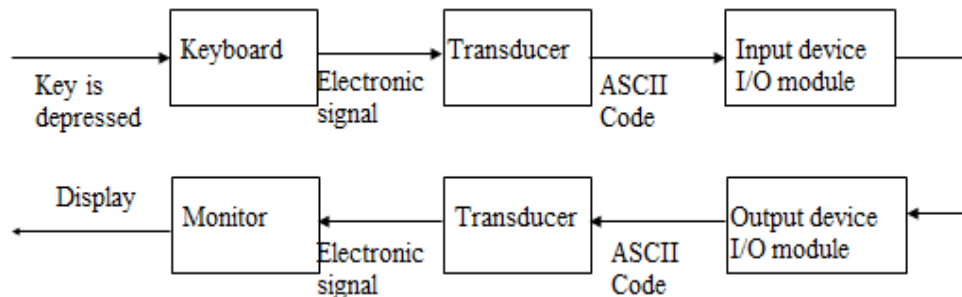 Keyboard
Transducer
Input device
I/O module
Key is
depressed
Electronic
signal
ASCII
Code
Display
Monitor
Transducer
Output device
I/O module
Electronic
signal
ASCII
Code